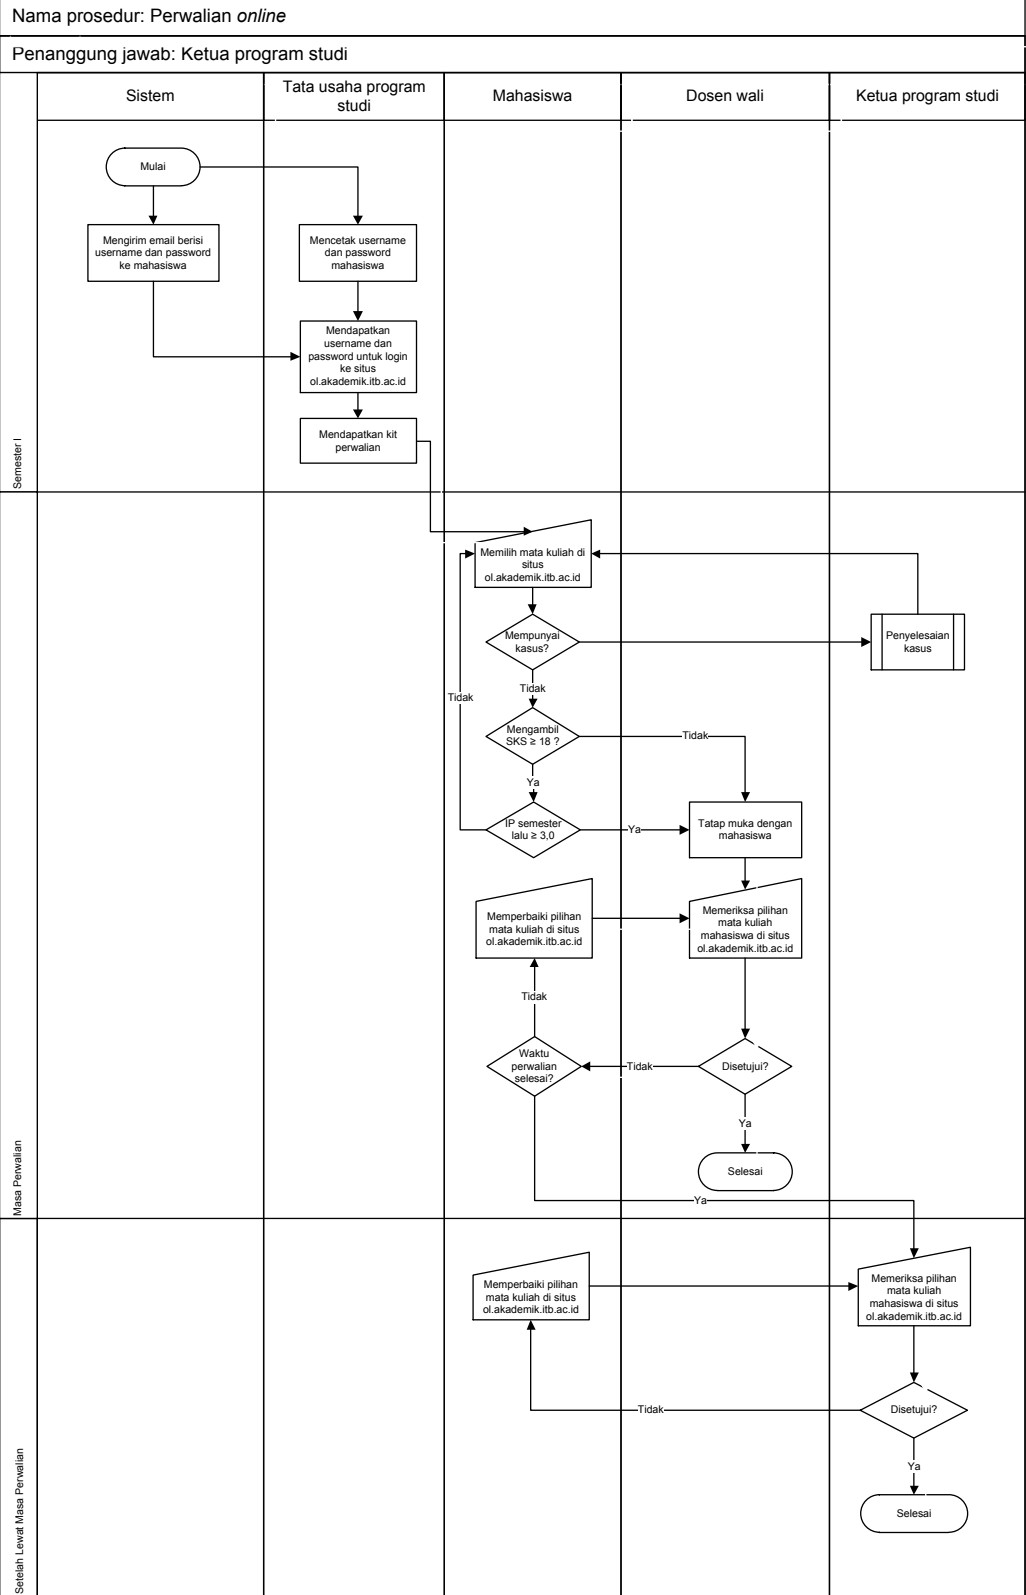 Nama prosedur: Perwalian online
Penanggung jawab: Ketua program studi
Sistem
Tata usaha program
studi
Mahasiswa
Dosen wali
Ketua program studi
Semester I
Mulai
Mengirim email berisi
username dan password
ke mahasiswa
Mencetak username
dan password
mahasiswa
Mendapatkan
username dan
password untuk login
ke situs
ol.akademik.itb.ac.id
Mendapatkan kit
perwalian
Masa Perwalian
Memilih mata kuliah di
situs
ol.akademik.itb.ac.id
Mempunyai
kasus?
Penyelesaian
kasus
Tidak
Tidak
Mengambil
SKS ≥ 18 ?
Tidak
Ya
IP semester
lalu ≥ 3,0
Ya
Tatap muka dengan
mahasiswa
Memperbaiki pilihan
mata kuliah di situs
ol.akademik.itb.ac.id
Memeriksa pilihan
mata kuliah
mahasiswa di situs
ol.akademik.itb.ac.id
Tidak
Waktu
perwalian
selesai?
Tidak
Disetujui?
Ya
Selesai
Ya
Setelah Lewat Masa Perwalian
Memperbaiki pilihan
mata kuliah di situs
ol.akademik.itb.ac.id
Memeriksa pilihan
mata kuliah
mahasiswa di situs
ol.akademik.itb.ac.id
Tidak
Disetujui?
Ya
Selesai